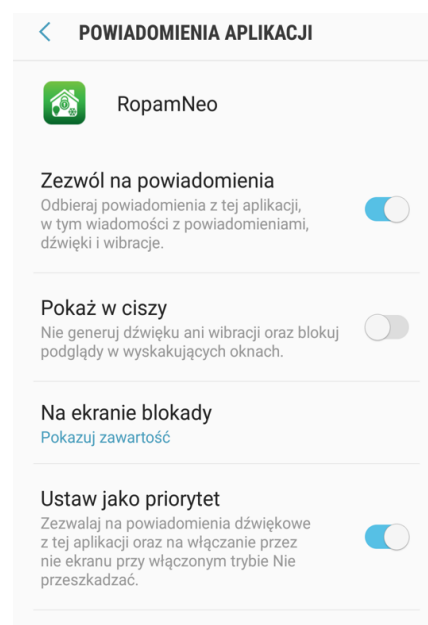 POWIADOMIENIA APLIKACJI
RopamNeo
Zezwól na powiadomienia
Odbieraj powiadomienia z tej aplikacji,
w tym wiadomości z powiadomieniami,
dźwięki i wibracje.
Pokaż w ciszy
Nie generuj dźwięku ani wibracji oraz blokuj
podglądy w wyskakujących oknach.
Na ekranie blokady
Pokazuj zawartość
Ustaw jako priorytet
Zezwalaj na powiadomienia dźwiękowe
z tej aplikacji oraz na włączanie przez
nie ekranu przy włączonym trybie Nie
przeszkadzać.